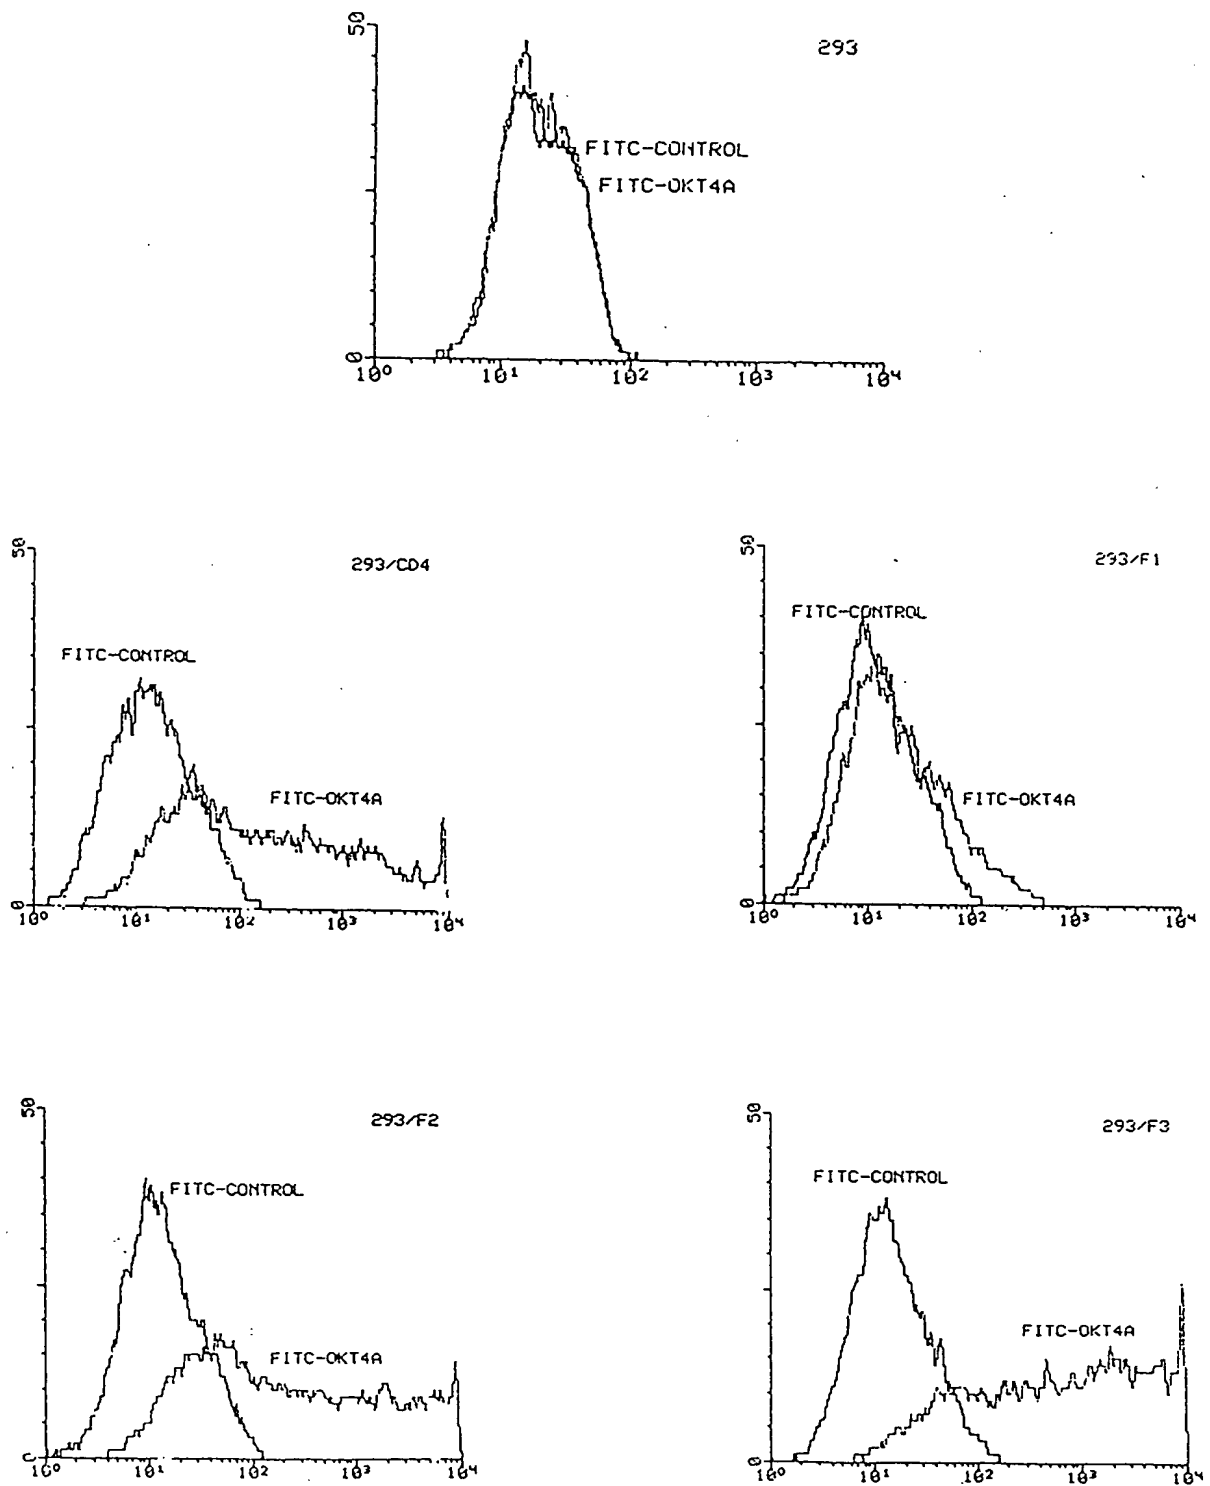 50
293
FITC-CONTROL
FITC-OKT4A
0
10⁰ 10¹ 10² 10³ 10⁴
50
293/CD4
FITC-CONTROL
FITC-OKT4A
0
10⁰ 10¹ 10² 10³ 10⁴
50
293/F1
FITC-CONTROL
FITC-OKT4A
0
10⁰ 10¹ 10² 10³ 10⁴
50
293/F2
FITC-CONTROL
FITC-OKT4A
0
10⁰ 10¹ 10² 10³ 10⁴
50
293/F3
FITC-CONTROL
FITC-OKT4A
0
10⁰ 10¹ 10² 10³ 10⁴